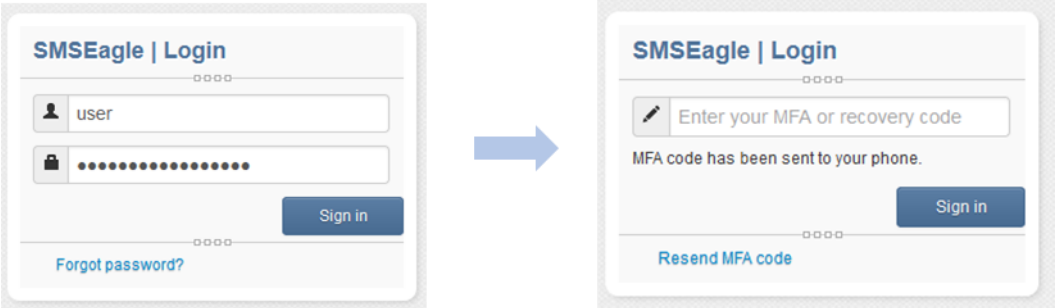 SMSEagle | Login
user
•••••••••••••••••
Sign in
Forgot password?
SMSEagle | Login
Enter your MFA or recovery code
MFA code has been sent to your phone.
Sign in
Resend MFA code